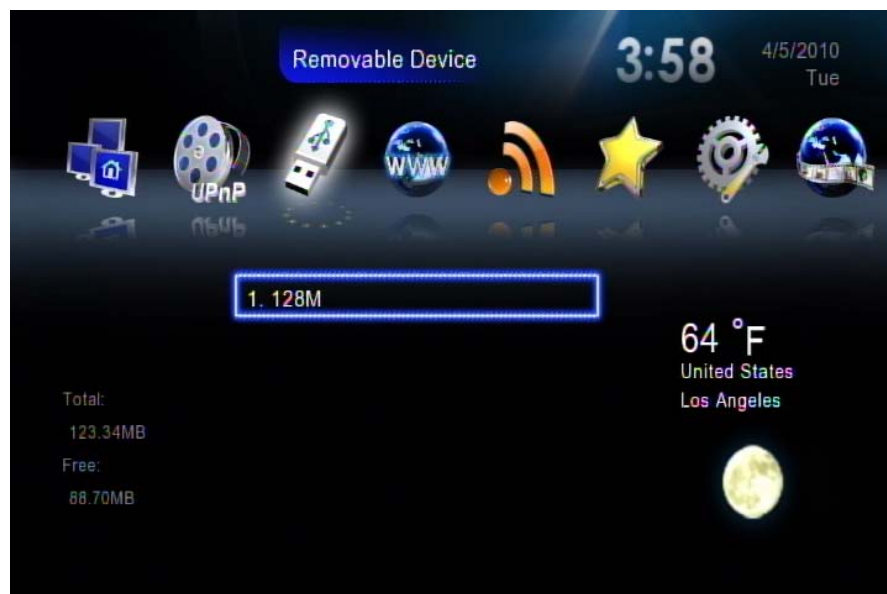 Removable Device
3:58
4/5/2010
Tue
UPnP
WWW
1. 128M
64 °F
United States
Los Angeles
Total:
123.34MB
Free:
88.70MB